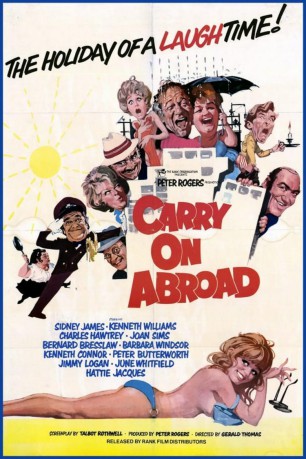 THE HOLIDAY OF A LAUGHTIME!
PETER ROGERS
CARRY
ON
ABROAD
SIDNEY JAMES · KENNETH WILLIAMS
CHARLES HAWTREY · JOAN SIMS
BERNARD BRESSLAW · BARBARA WINDSOR
KENNETH CONNOR · PETER BUTTERWORTH
JIMMY LOGAN · JUNE WHITFIELD
HATTIE JACQUES
SCREENPLAY BY TALBOT ROTHWELL · PRODUCED BY PETER ROGERS · DIRECTED BY GERALD THOMAS
RELEASED BY RANK FILM DISTRIBUTORS